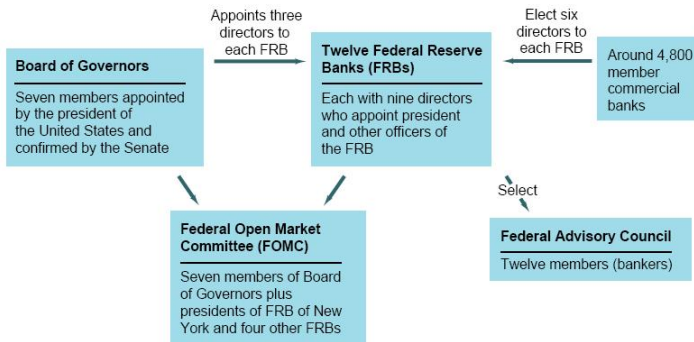 Appoints three
directors to
each FRB
Elect six
directors to
each FRB
Board of Governors
Seven members appointed
by the president of
the United States and
confirmed by the Senate
Twelve Federal Reserve
Banks (FRBs)
Each with nine directors
who appoint president
and other officers of
the FRB
Around 4,800
member
commercial
banks
Select
Federal Open Market
Committee (FOMC)
Seven members of Board
of Governors plus
presidents of FRB of New
York and four other FRBs
Federal Advisory Council
Twelve members (bankers)